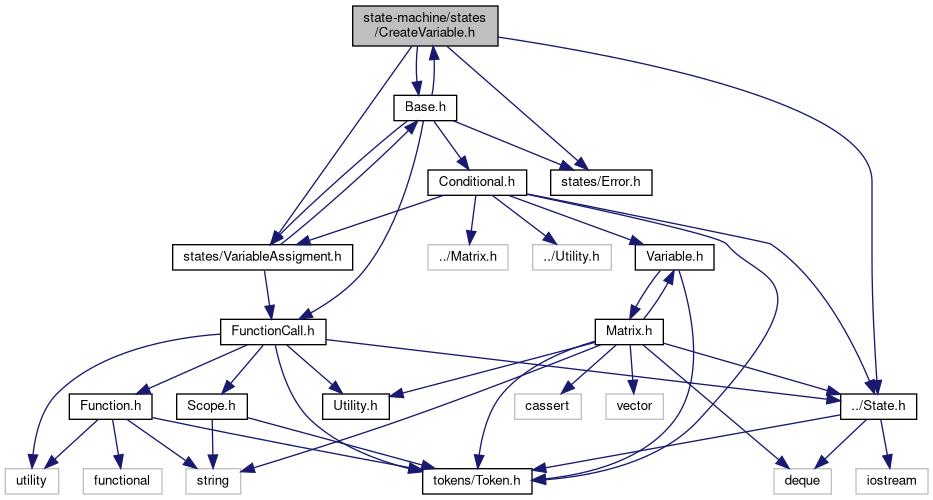 state-machine/states
/CreateVariable.h
Base.h
Conditional.h
states/Error.h
states/VariableAssigment.h
../Matrix.h
../Utility.h
Variable.h
FunctionCall.h
Matrix.h
Function.h
Scope.h
Utility.h
cassert
vector
../State.h
utility
functional
string
tokens/Token.h
deque
iostream